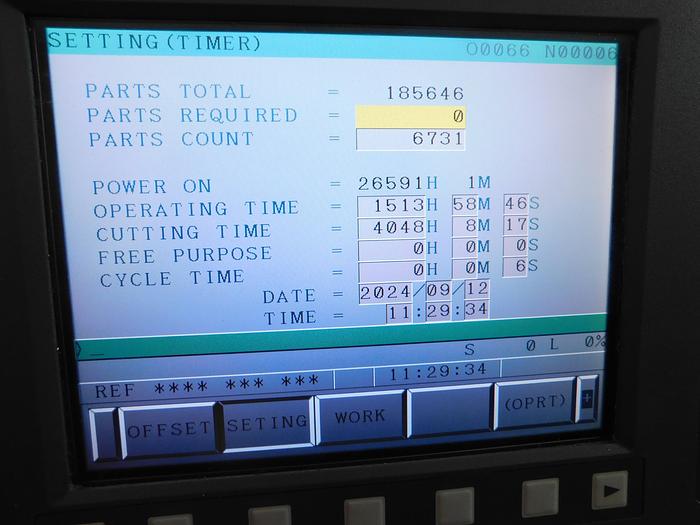 SETTING(TIMER) O0066 N00006
PARTS TOTAL = 185646
PARTS REQUIRED = 0
PARTS COUNT = 6731
POWER ON = 26591H 1M
OPERATING TIME = 1513H 58M 46S
CUTTING TIME = 4048H 8M 17S
FREE PURPOSE = 0H 0M 0S
CYCLE TIME = 0H 0M 6S
DATE = 2024/09/12
TIME = 11:29:34
>_
S 0 L 0%
REF **** *** *** 11:29:34
OFFSET SETING WORK (OPRT) +